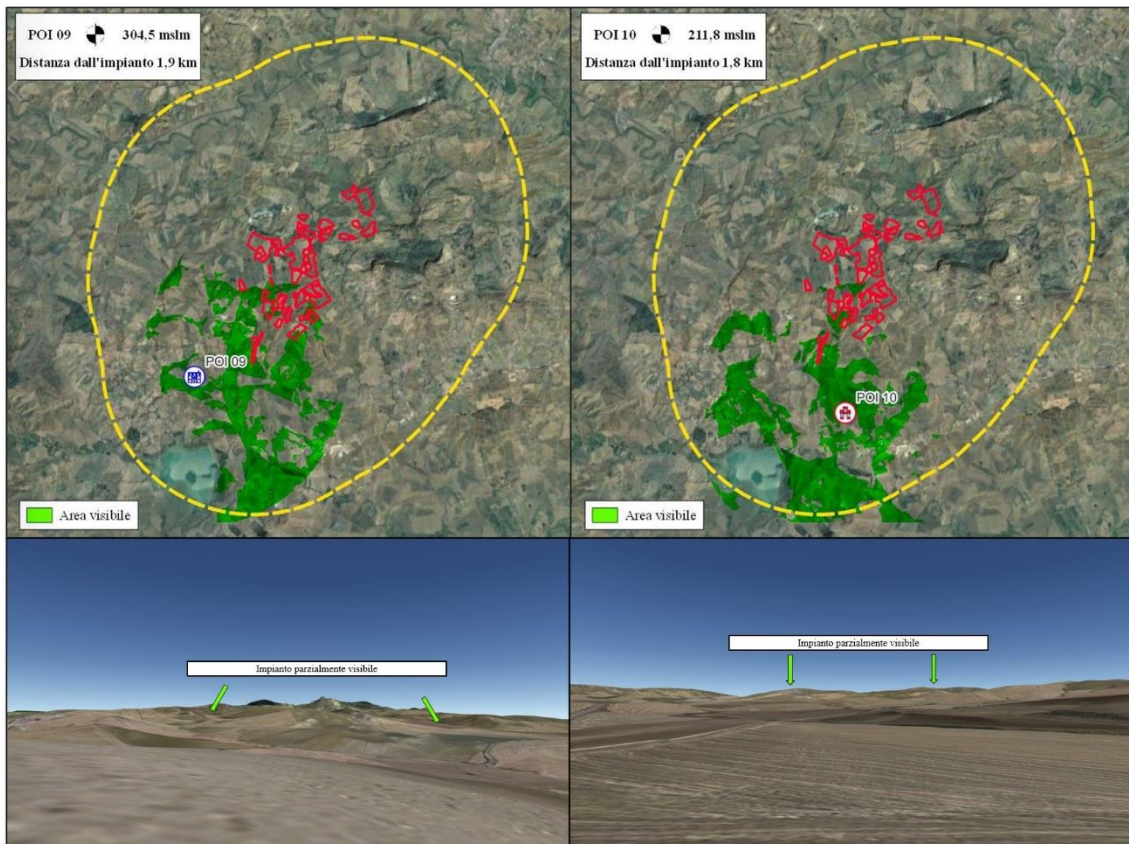 POI 09 304,5 mslm
Distanza dall'impianto 1,9 km
POI 09
Area visibile
POI 10 211,8 mslm
Distanza dall'impianto 1,8 km
POI 10
Area visibile
Impianto parzialmente visibile
Impianto parzialmente visibile